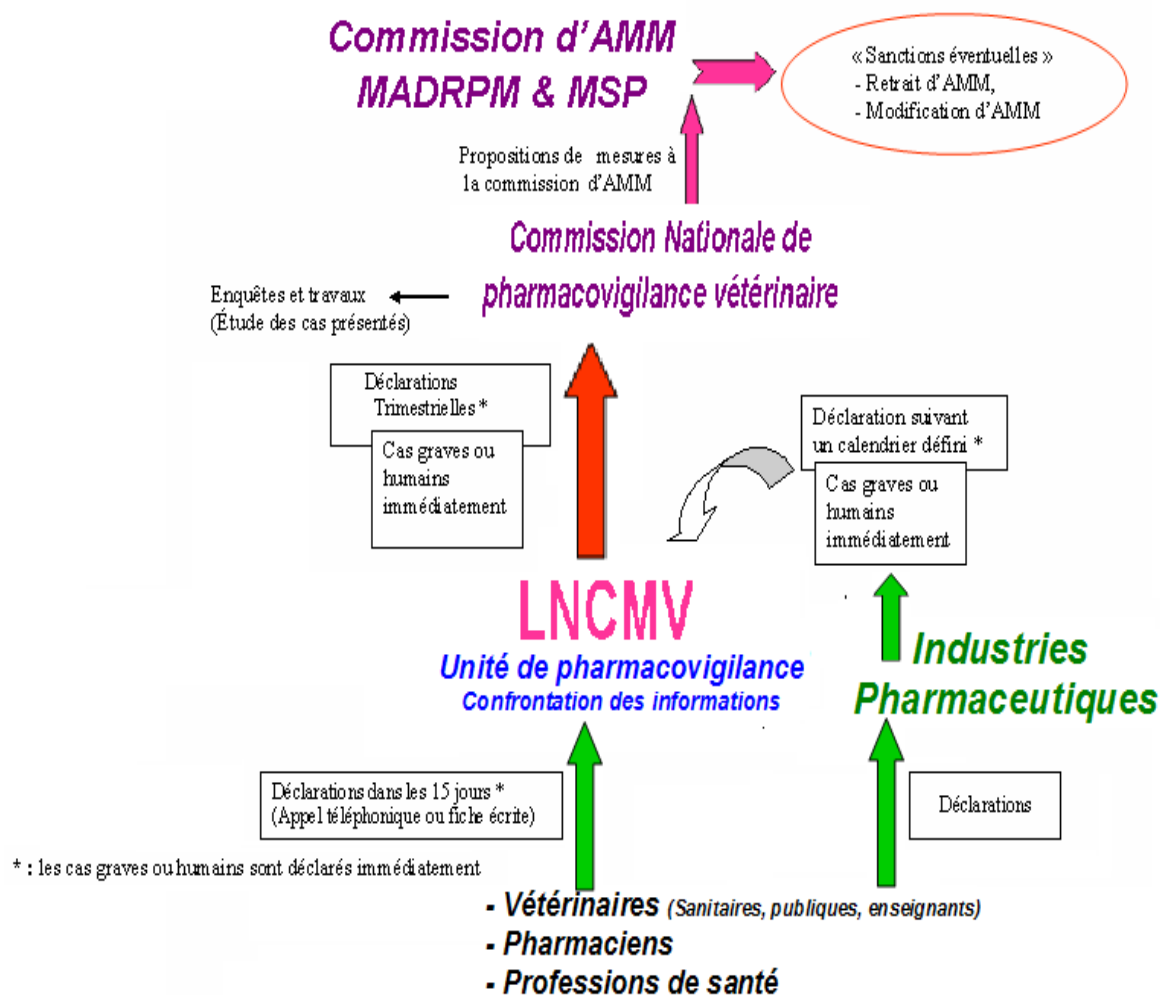 Commission d'AMM
MADRPM & MSP
« Sanctions éventuelles »
- Retrait d'AMM,
- Modification d'AMM
Propositions de mesures à
la commission d'AMM
Commission Nationale de
pharmacovigilance vétérinaire
Enquêtes et travaux
(Étude des cas présentés)
Déclarations
Trimestrielles *
Cas graves ou
humains
immédiatement
Déclaration suivant
un calendrier défini *
Cas graves ou
humains
immédiatement
LNCMV
Unité de pharmacovigilance
Confrontation des informations
Industries
Pharmaceutiques
Déclarations dans les 15 jours *
(Appel téléphonique ou fiche écrite)
Déclarations
* : les cas graves ou humains sont déclarés immédiatement
- Vétérinaires (Sanitaires, publiques, enseignants)
- Pharmaciens
- Professions de santé